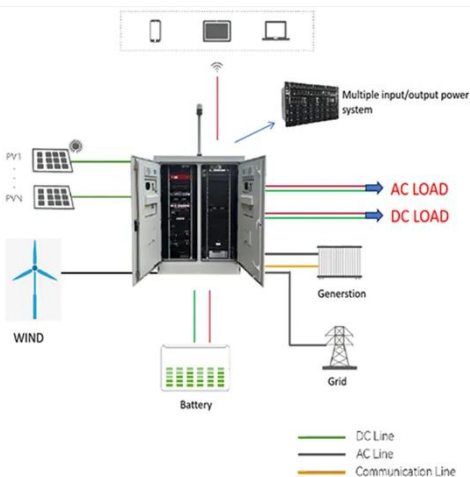 Multiple input/output power
system
PV1
PVN
AC LOAD
DC LOAD
WIND
Generstion
Grid
Battery
DC Line
AC Line
Communication Line